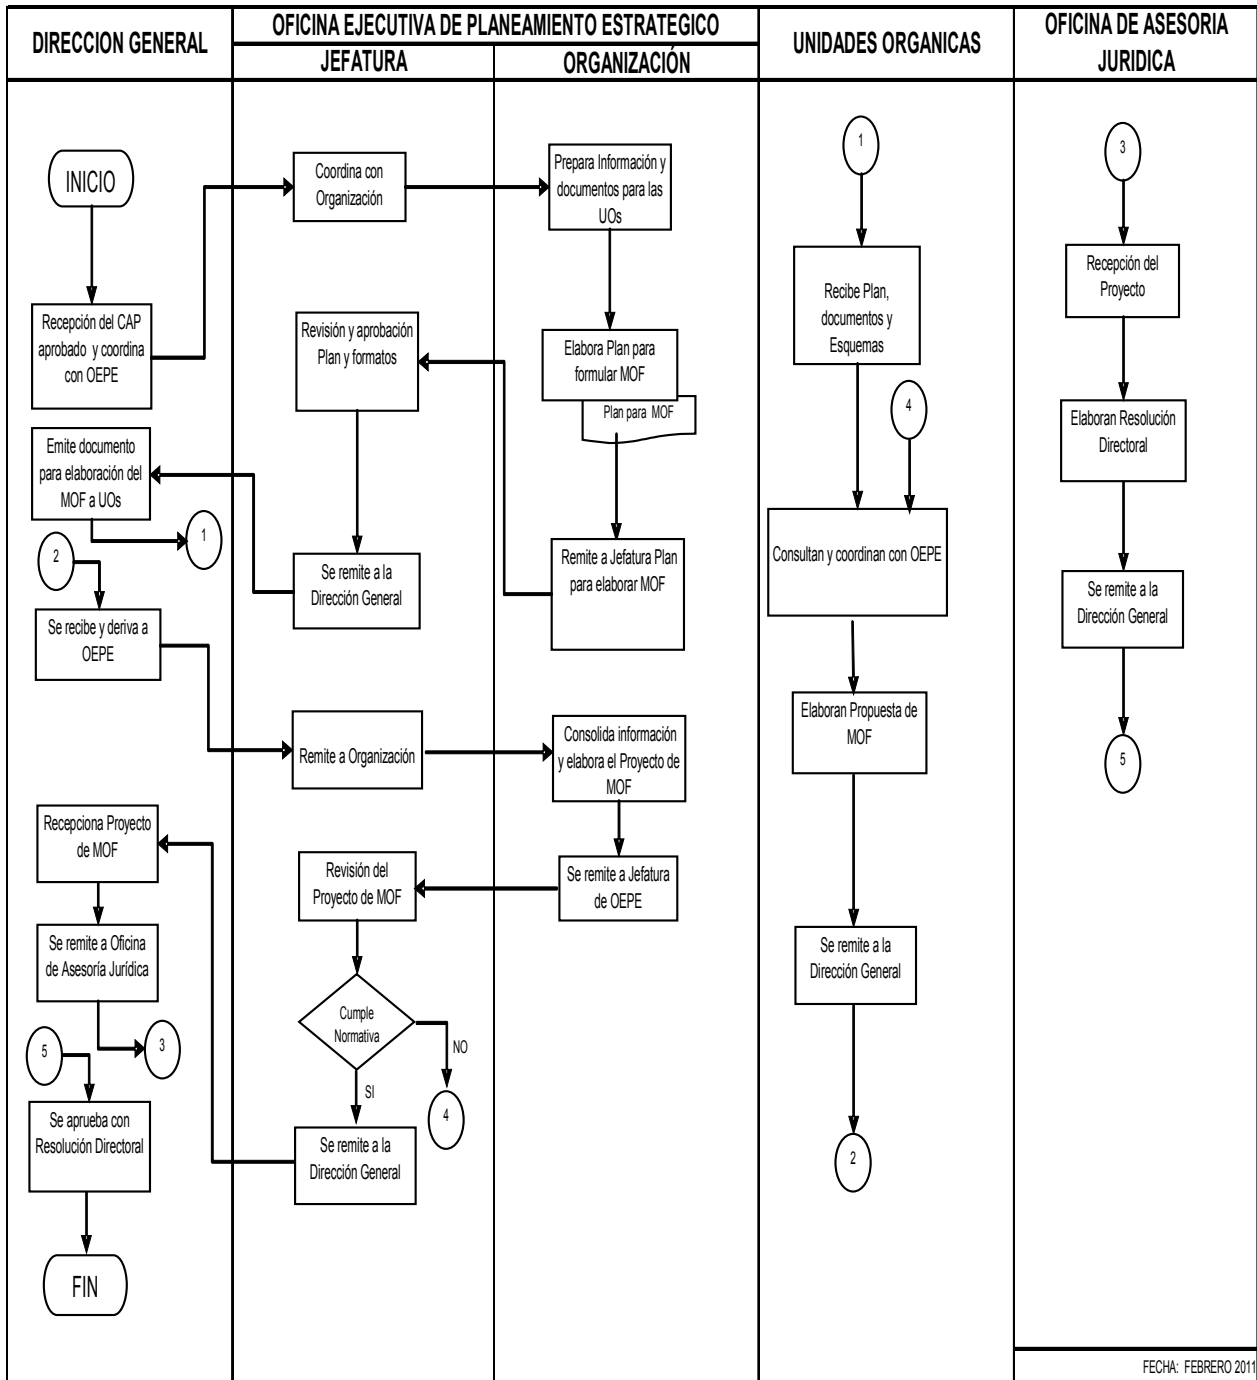 DIRECCION GENERAL
OFICINA EJECUTIVA DE PLANEAMIENTO ESTRATEGICO
JEFATURA
ORGANIZACIÓN
UNIDADES ORGANICAS
OFICINA DE ASESORIA
JURIDICA
INICIO
Recepción del CAP
aprobado y coordina
con OEPE
Emite documento
para elaboración del
MOF a UOs
1
2
Se recibe y deriva a
OEPE
Recepciona Proyecto
de MOF
Se remite a Oficina
de Asesoría Jurídica
3
5
Se aprueba con
Resolución Directoral
FIN
Coordina con
Organización
Revisión y aprobación
Plan y formatos
Se remite a la
Dirección General
Remite a Organización
Revisión del
Proyecto de MOF
Cumple
Normativa
NO
SI
4
Se remite a la
Dirección General
Prepara Información y
documentos para las
UOs
Elabora Plan para
formular MOF
Plan para MOF
Remite a Jefatura Plan
para elaborar MOF
Consolida información
y elabora el Proyecto de
MOF
Se remite a Jefatura
de OEPE
1
Recibe Plan,
documentos y
Esquemas
4
Consultan y coordinan con OEPE
Elaboran Propuesta de
MOF
Se remite a la
Dirección General
2
3
Recepción del
Proyecto
Elaboran Resolución
Directoral
Se remite a la
Dirección General
5
FECHA: FEBRERO 2011